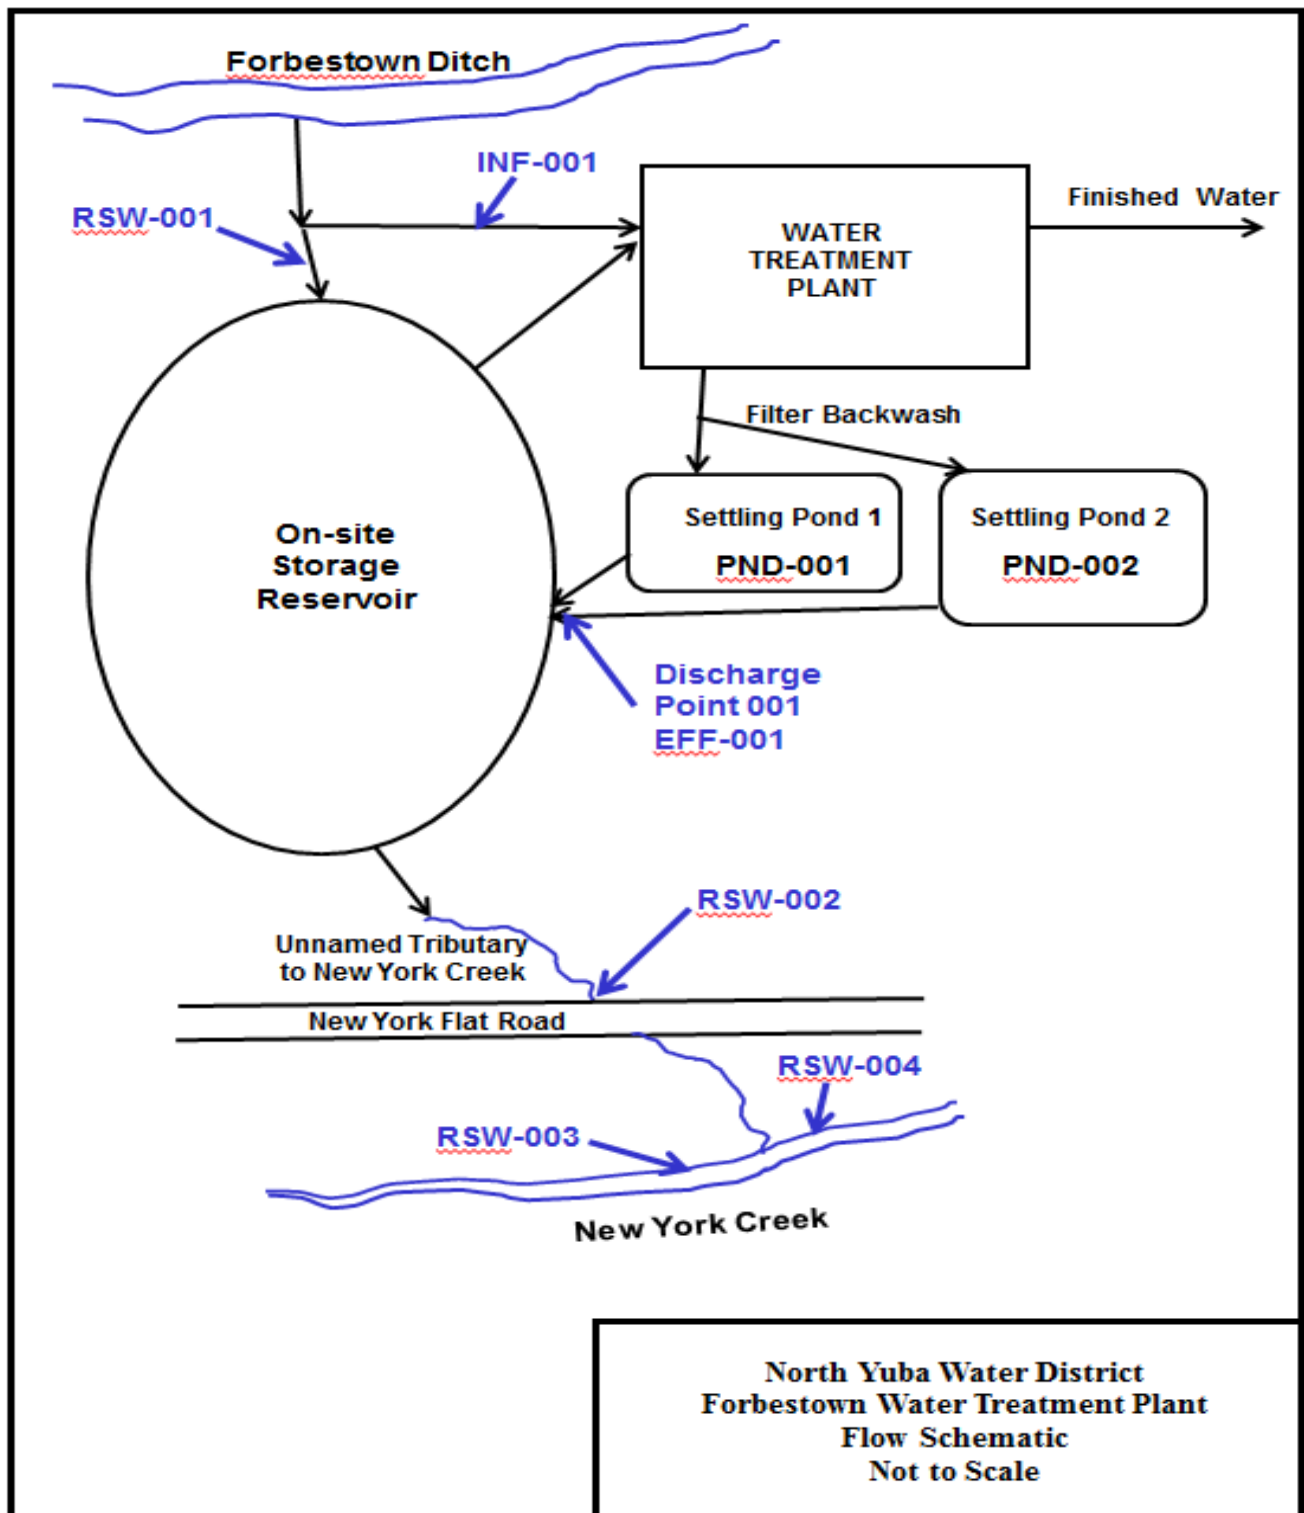 Forbestown Ditch
INF-001
RSW-001
Finished Water
WATER
TREATMENT
PLANT
Filter Backwash
Settling Pond 1
PND-001
Settling Pond 2
PND-002
On-site
Storage
Reservoir
Discharge
Point 001
EFF-001
RSW-002
Unnamed Tributary
to New York Creek
New York Flat Road
RSW-004
RSW-003
New York Creek
North Yuba Water District
Forbestown Water Treatment Plant
Flow Schematic
Not to Scale